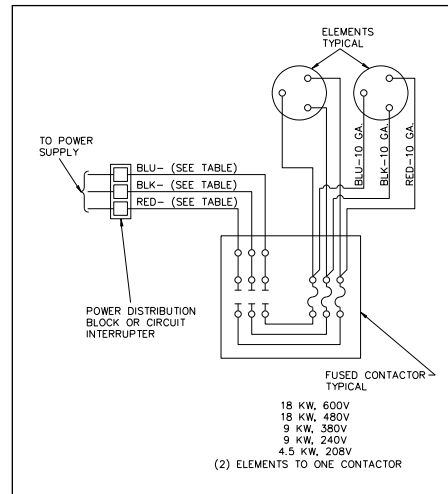 ELEMENTS
TYPICAL
TO POWER
SUPPLY
BLU- (SEE TABLE)
BLK- (SEE TABLE)
RED- (SEE TABLE)
BLU-10 GA.
BLK-10 GA.
RED-10 GA.
POWER DISTRIBUTION
BLOCK OR CIRCUIT
INTERRUPTER
FUSED CONTACTOR
TYPICAL
18 KW, 600V
18 KW, 480V
9 KW, 380V
9 KW, 240V
4.5 KW, 208V
(2) ELEMENTS TO ONE CONTACTOR